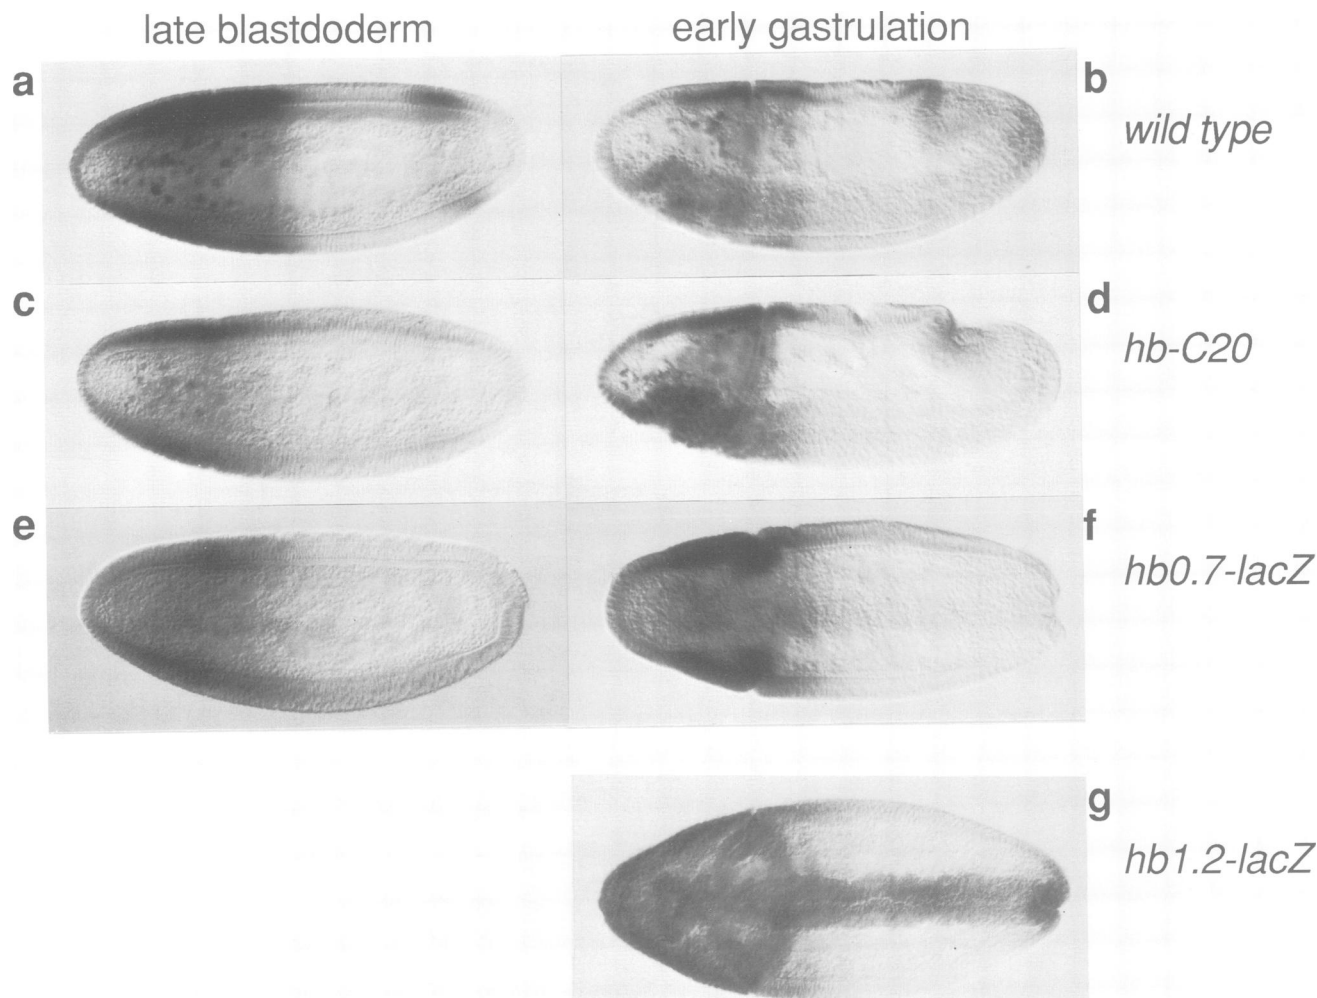 late blastdoderm
early gastrulation
a
b
wild type
c
d
hb-C20
e
f
hb0.7-lacZ
g
hb1.2-lacZ